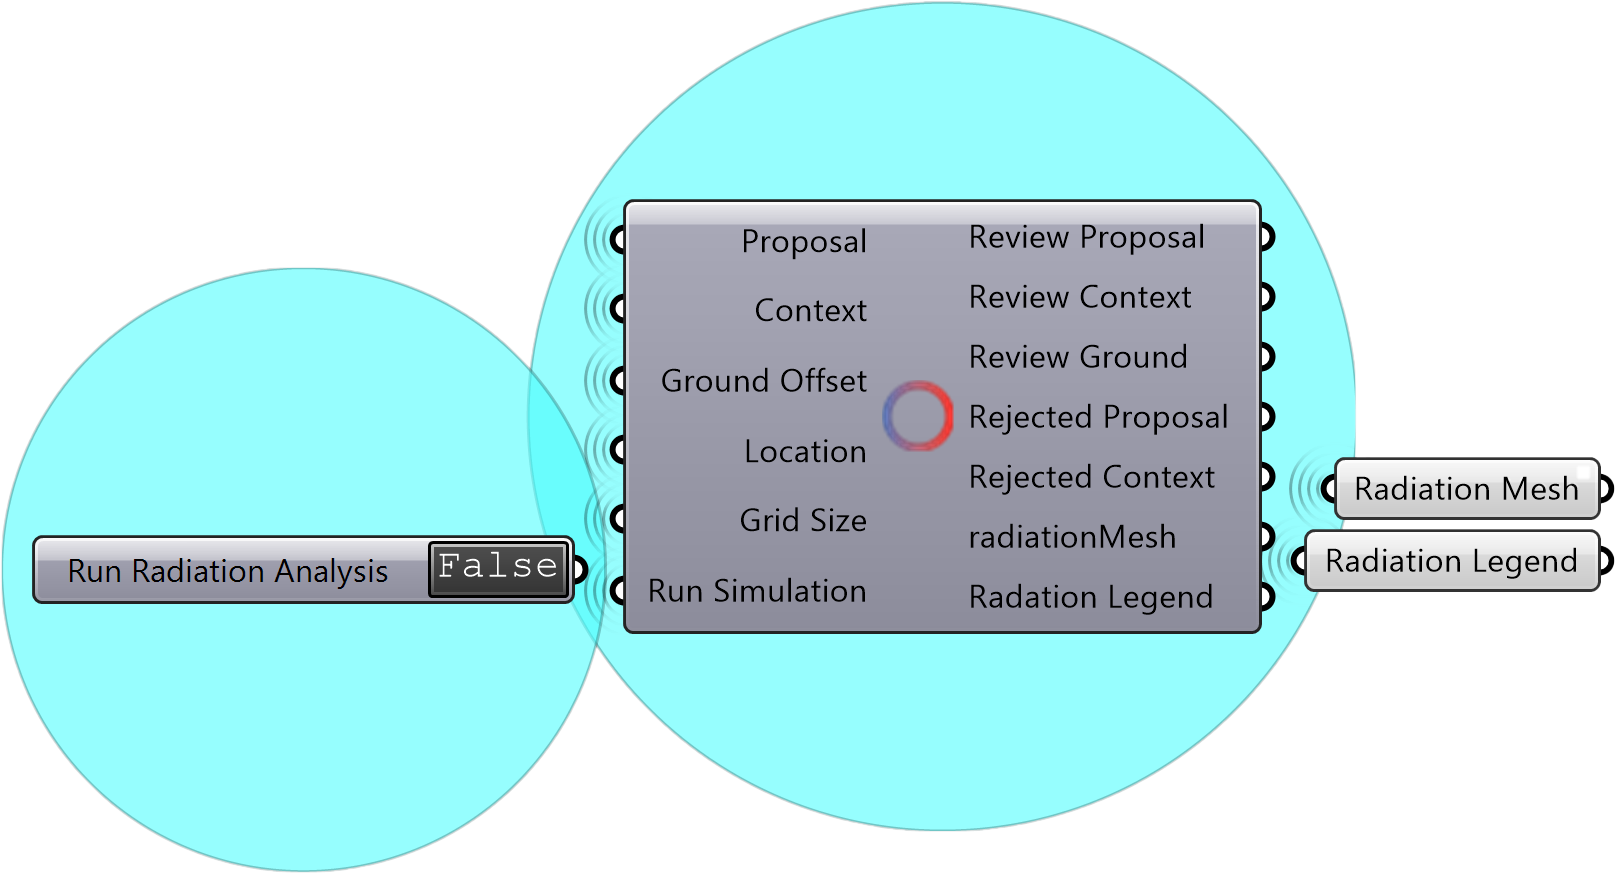 Run Radiation Analysis False
Proposal
Context
Ground Offset
Location
Grid Size
Run Simulation
Review Proposal
Review Context
Review Ground
Rejected Proposal
Rejected Context
radiationMesh
Radation Legend
Radiation Mesh
Radiation Legend